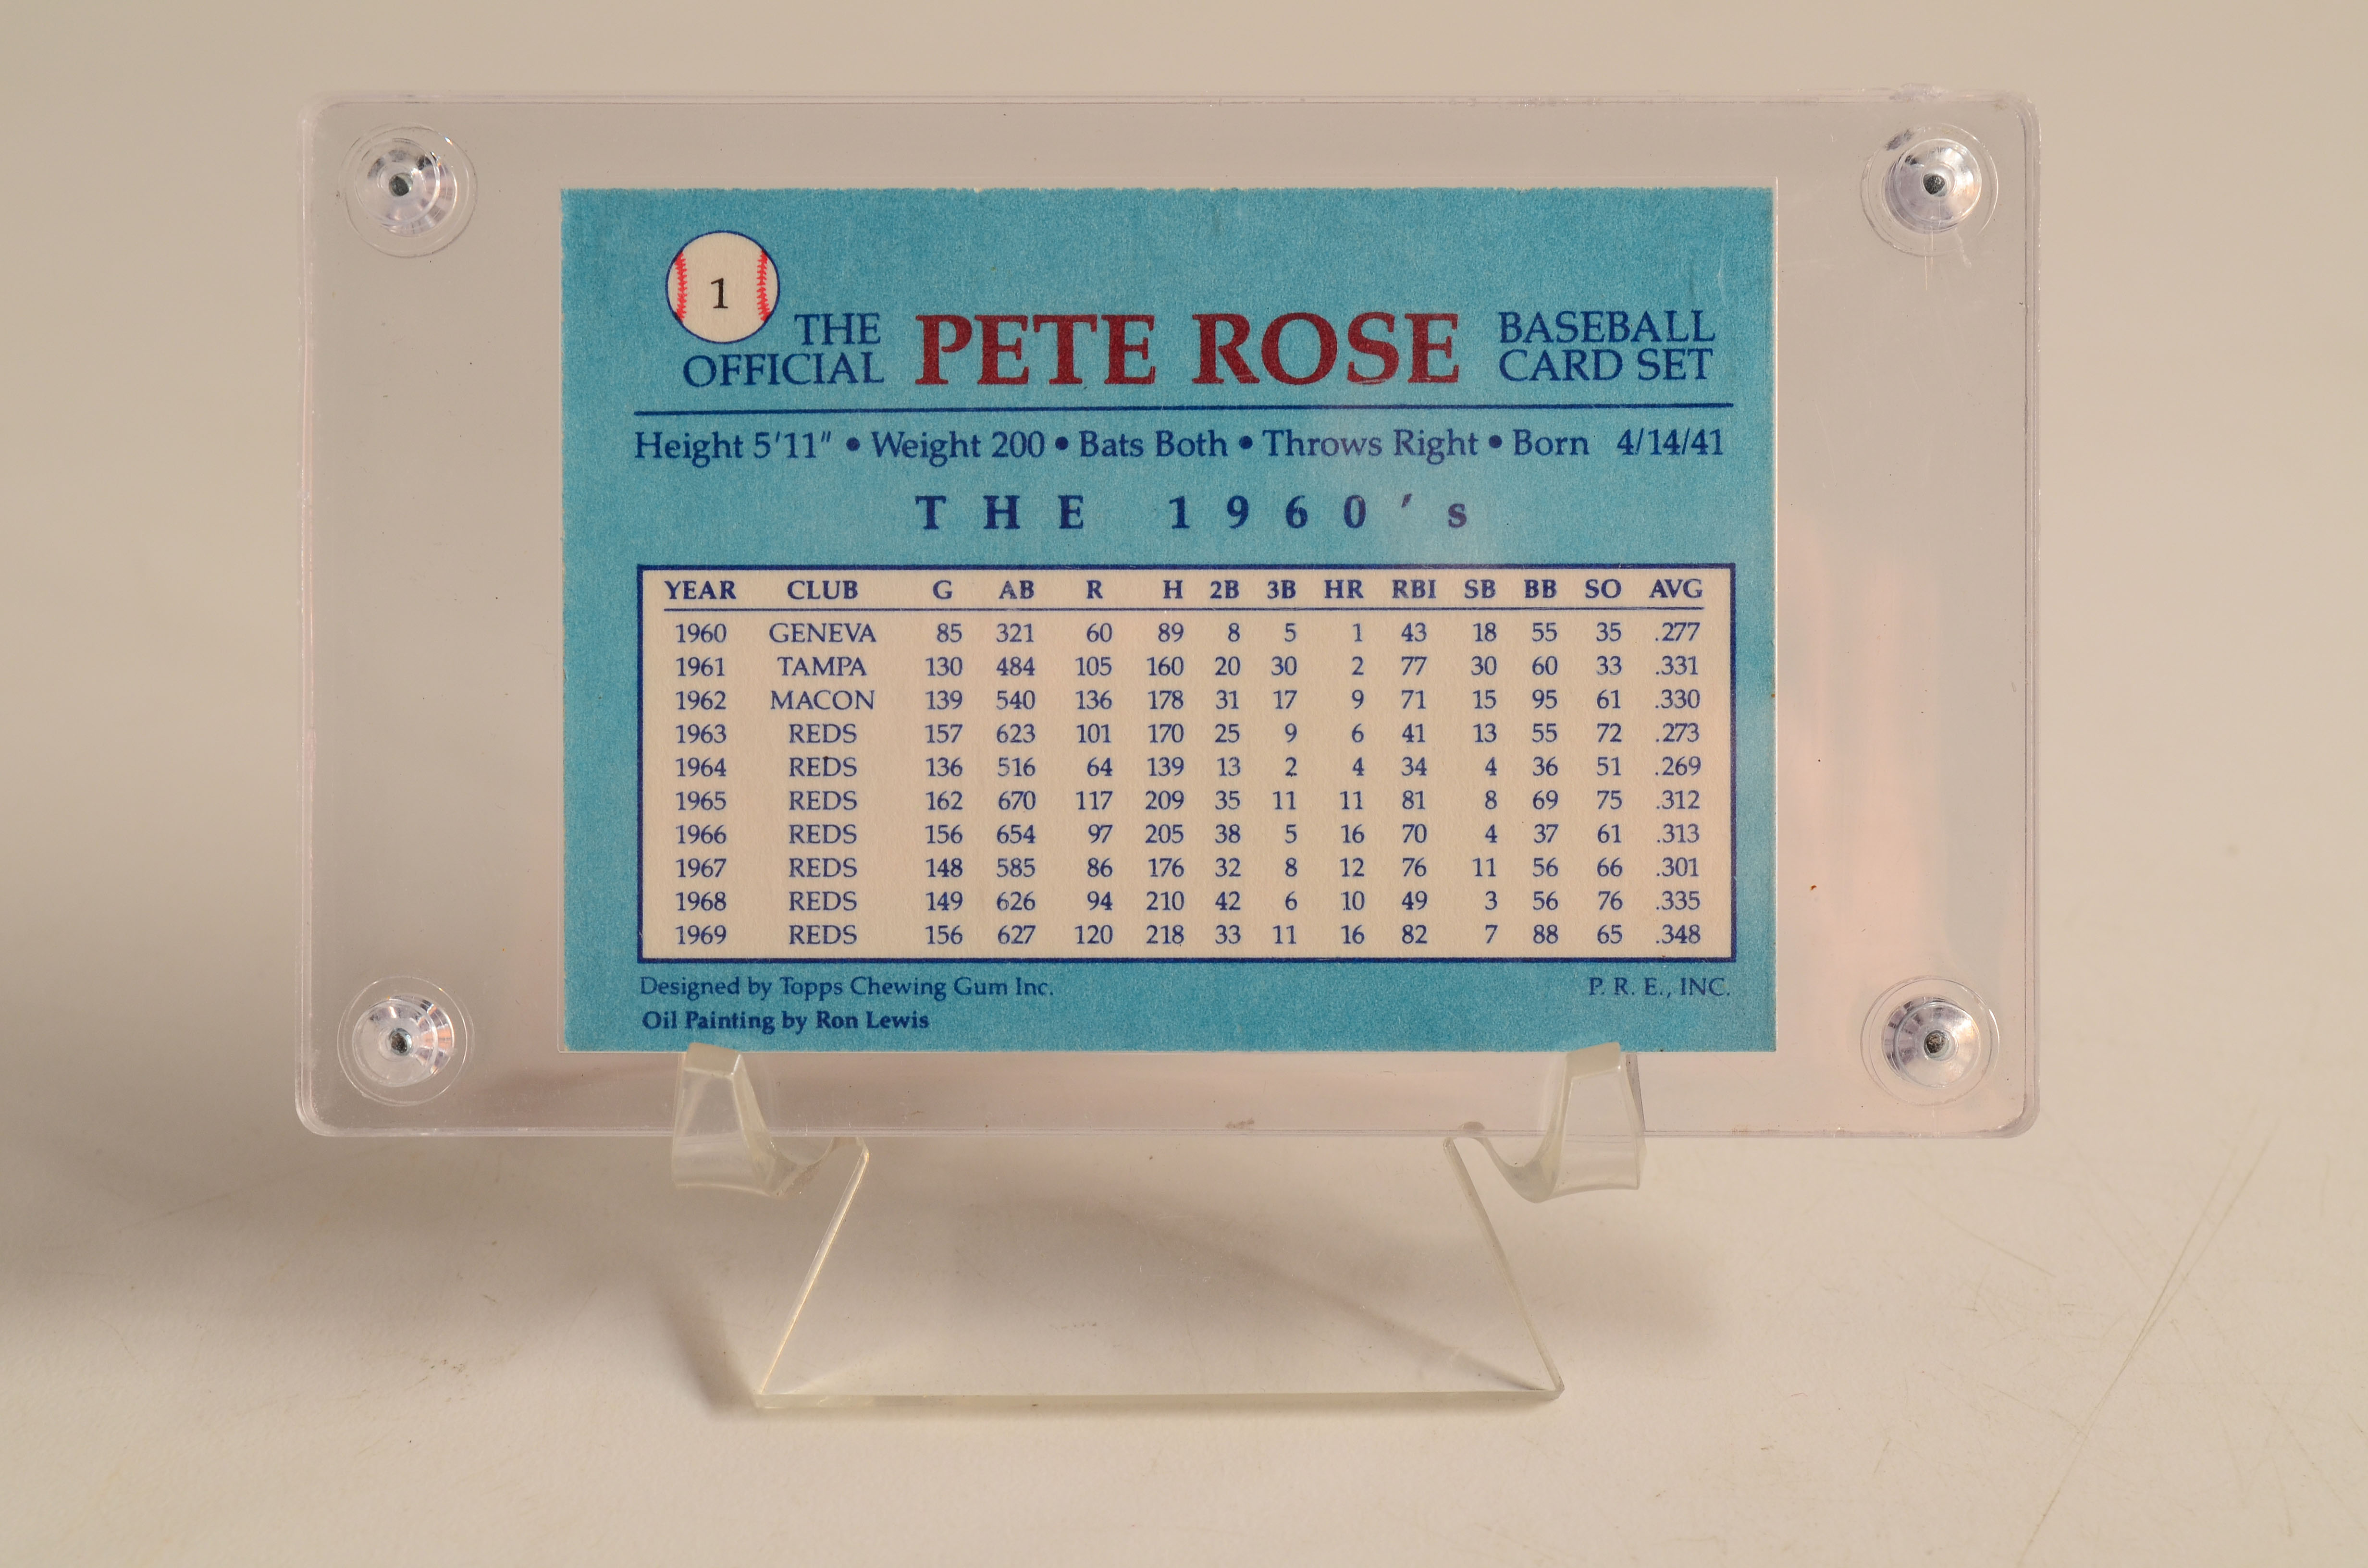 1
THE OFFICIAL PETE ROSE BASEBALL CARD SET
Height 5'11" • Weight 200 • Bats Both • Throws Right • Born 4/14/41
THE 1960's
YEAR CLUB G AB R H 2B 3B HR RBI SB BB SO AVG
1960 GENEVA 85 321 60 89 8 5 1 43 18 55 35 .277
1961 TAMPA 130 484 105 160 20 30 2 77 30 60 33 .331
1962 MACON 139 540 136 178 31 17 9 71 15 95 61 .330
1963 REDS 157 623 101 170 25 9 6 41 13 55 72 .273
1964 REDS 136 516 64 139 13 2 4 34 4 36 51 .269
1965 REDS 162 670 117 209 35 11 11 81 8 69 75 .312
1966 REDS 156 654 97 205 38 5 16 70 4 37 61 .313
1967 REDS 148 585 86 176 32 8 12 76 11 56 66 .301
1968 REDS 149 626 94 210 42 6 10 49 3 56 76 .335
1969 REDS 156 627 120 218 33 11 16 82 7 88 65 .348
Designed by Topps Chewing Gum Inc. P. R. E., INC.
Oil Painting by Ron Lewis